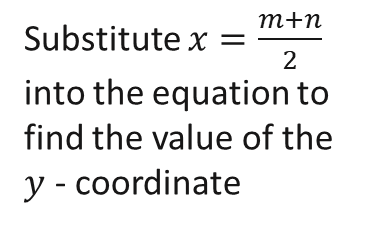 Substitute x = m+n/2
into the equation to
find the value of the
y - coordinate